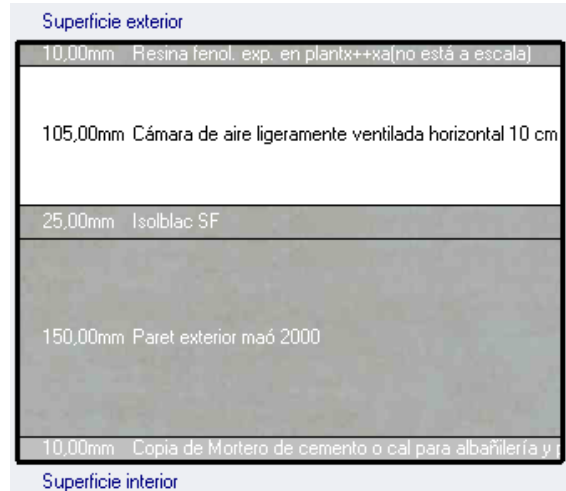 Superficie exterior
10,00mm Resina fenol. exp. en plantx++xa(no está a escala)
105,00mm Cámara de aire ligeramente ventilada horizontal 10 cm
25,00mm Isolblac SF
150,00mm Paret exterior maó 2000
10,00mm Copia de Mortero de cemento o cal para albañilería y p
Superficie interior